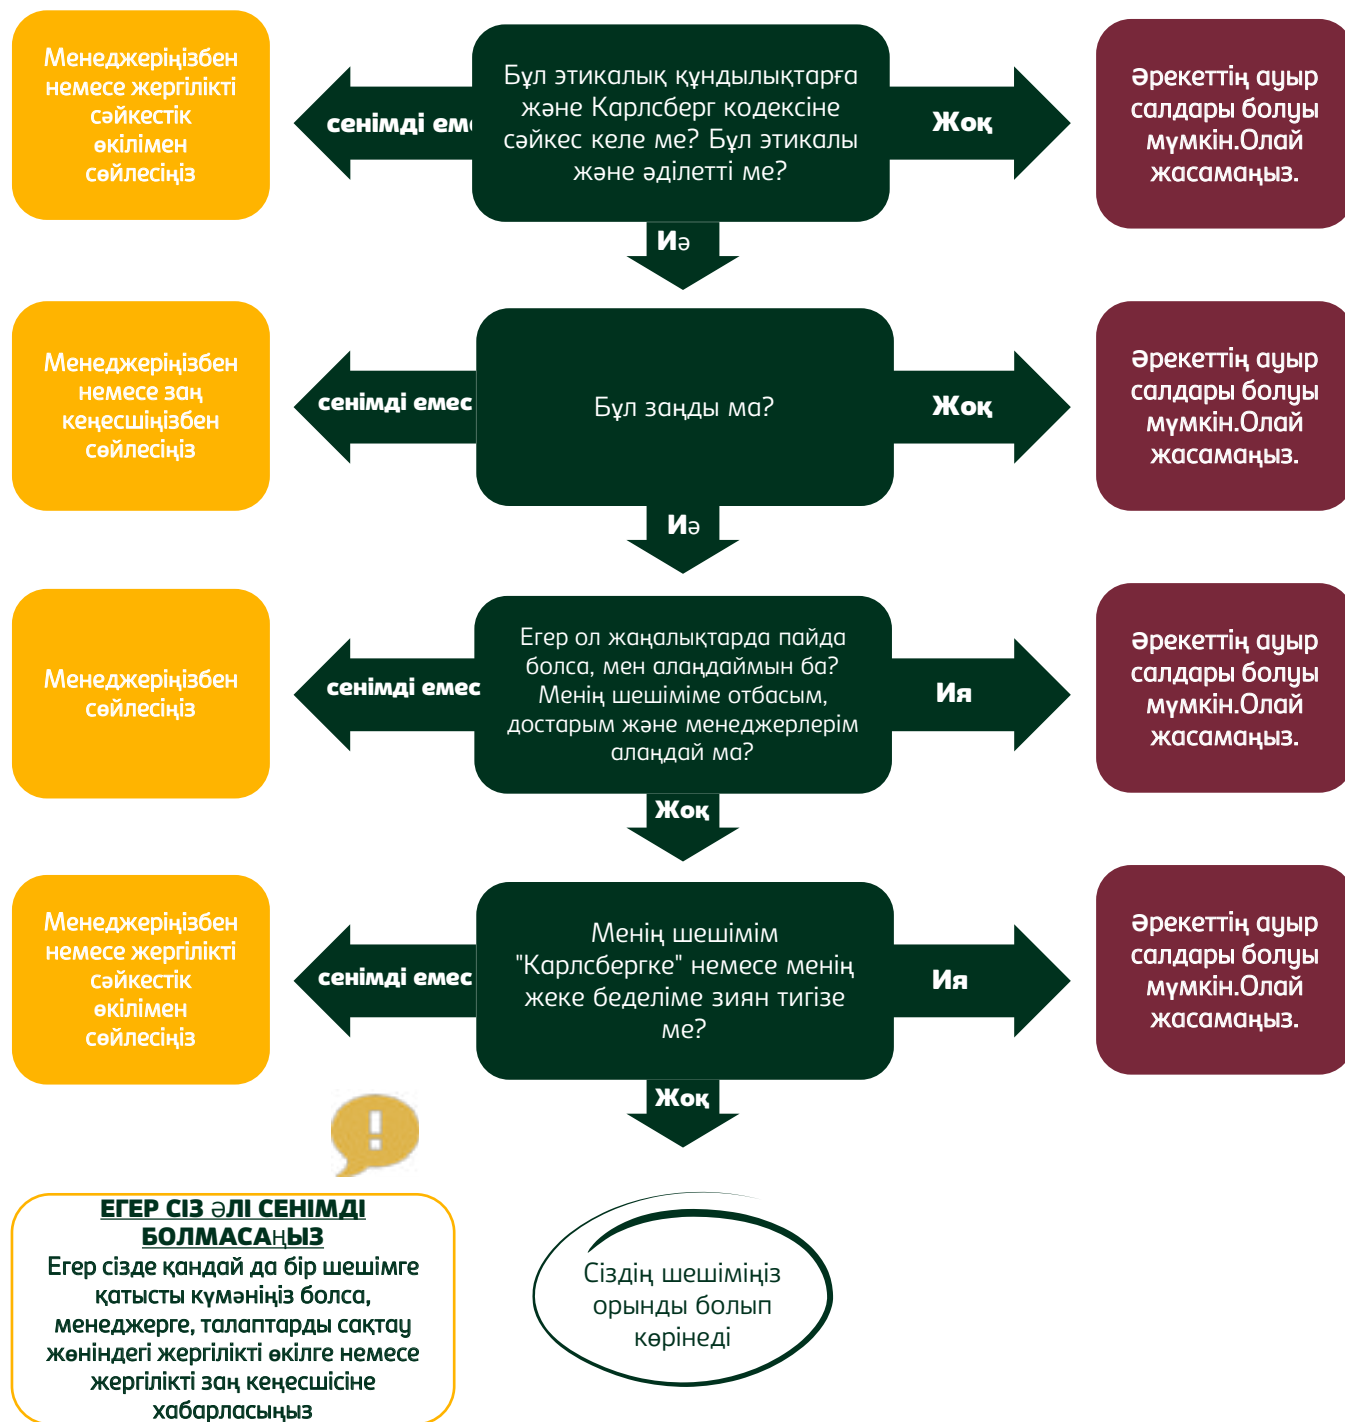 Менеджеріңізбен
немесе жергілікті
сәйкестік
өкілімен
сөйлесіңіз
сенімді еме
Бұл этикалық құндылықтарға
және Карлсберг кодексіне
сәйкес келе ме? Бұл этикалы
және әділетті ме?
Жоқ
Әрекеттің ауыр
салдары болуы
мүмкін.Олай
жасамаңыз.
Иә
Менеджеріңізбен
немесе заң
кеңесшіңізбен
сөйлесіңіз
сенімді емес
Бұл заңды ма?
Жоқ
Әрекеттің ауыр
салдары болуы
мүмкін.Олай
жасамаңыз.
Иә
Менеджеріңізбен
сөйлесіңіз
сенімді емес
Егер ол жаңалықтарда пайда
болса, мен алаңдаймын ба?
Менің шешіміме отбасым,
достарым және менеджерлерім
алаңдай ма?
Ия
Әрекеттің ауыр
салдары болуы
мүмкін.Олай
жасамаңыз.
Жоқ
Менеджеріңізбен
немесе жергілікті
сәйкестік
өкілімен
сөйлесіңіз
сенімді емес
Менің шешімім
"Карлсбергке" немесе менің
жеке беделіме зиян тигізе
ме?
Ия
Әрекеттің ауыр
салдары болуы
мүмкін.Олай
жасамаңыз.
Жоқ
ЕГЕР СІЗ әЛІ СЕНІМДІ
БОЛМАСАңЫЗ
Егер сізде қандай да бір шешімге
қатысты күмәніңіз болса,
менеджерге, талаптарды сақтау
жөніндегі жергілікті өкілге немесе
жергілікті заң кеңесшісіне
хабарласыңыз
Сіздің шешіміңіз
орынды болып
көрінеді